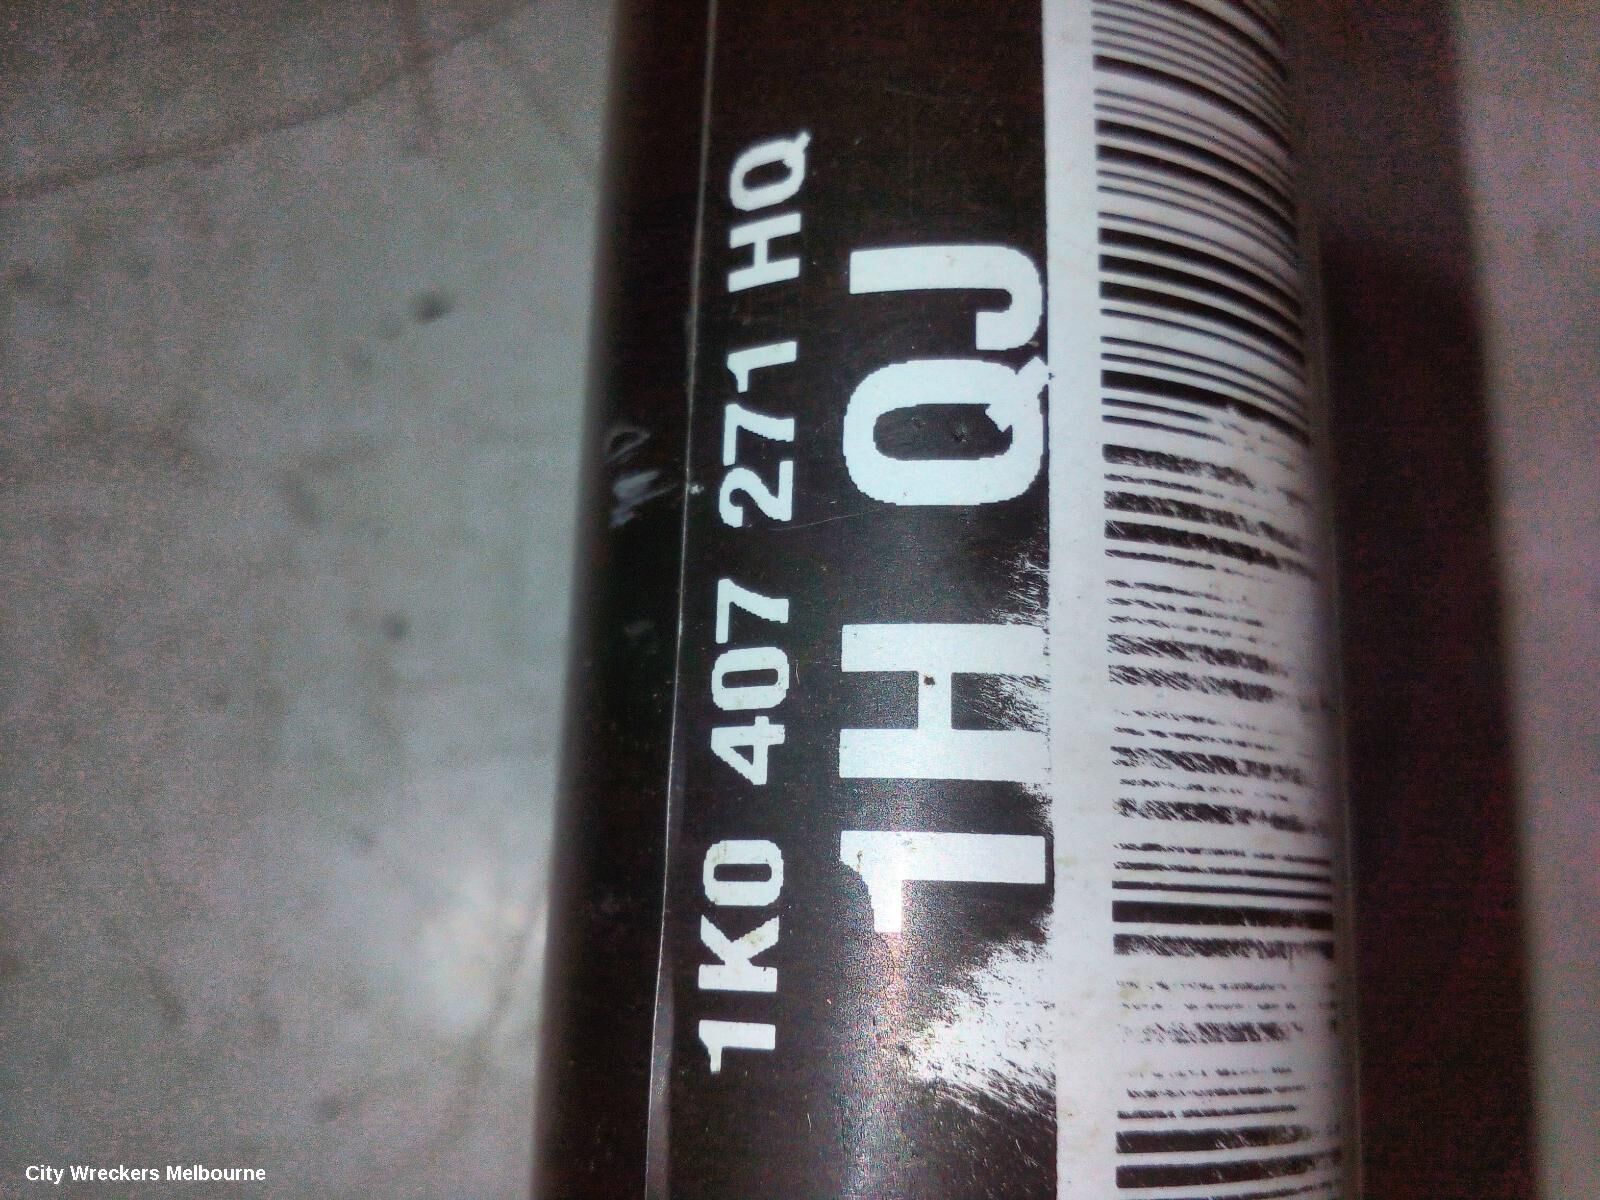 1K0 407 271 HQ
1H QJ
City Wreckers Melbourne